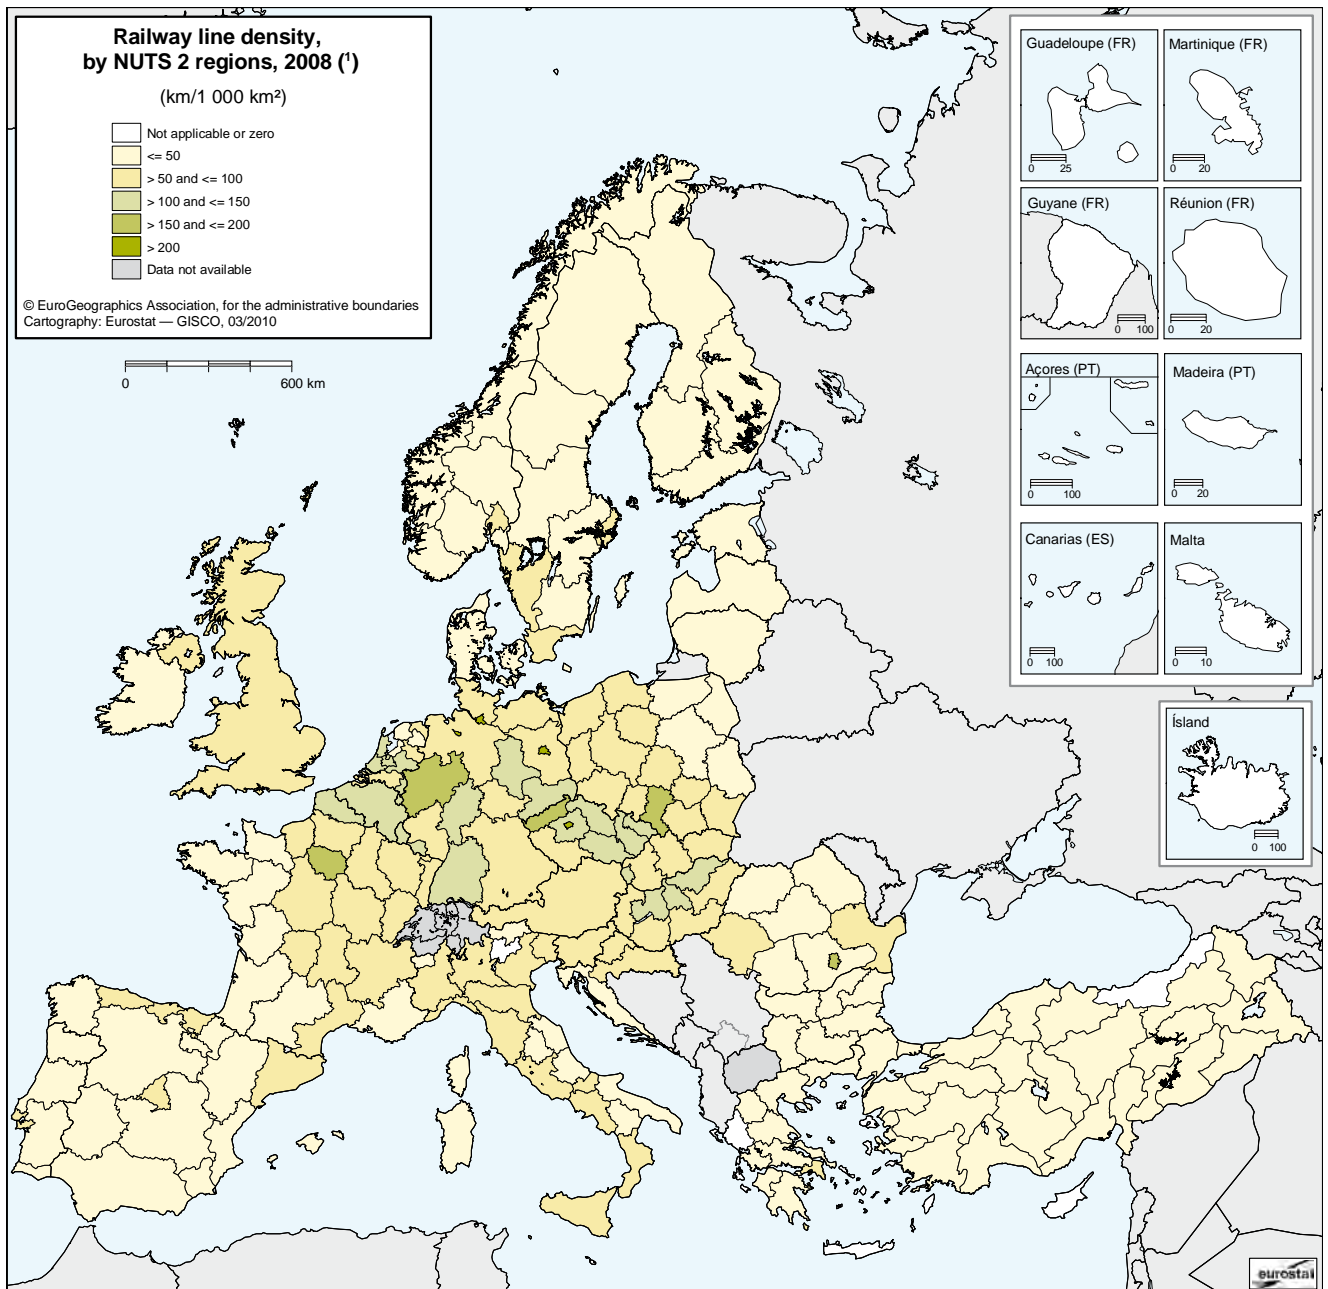 Railway line density,
by NUTS 2 regions, 2008 (¹)
(km/1 000 km²)
Not applicable or zero
<= 50
> 50 and <= 100
> 100 and <= 150
> 150 and <= 200
> 200
Data not available
© EuroGeographics Association, for the administrative boundaries
Cartography: Eurostat — GISCO, 03/2010
0 600 km
Guadeloupe (FR)
0 25
Martinique (FR)
0 20
Guyane (FR)
0 100
Réunion (FR)
0 20
Açores (PT)
0 100
Madeira (PT)
0 20
Canarias (ES)
0 100
Malta
0 10
Ísland
0 100
eurostat